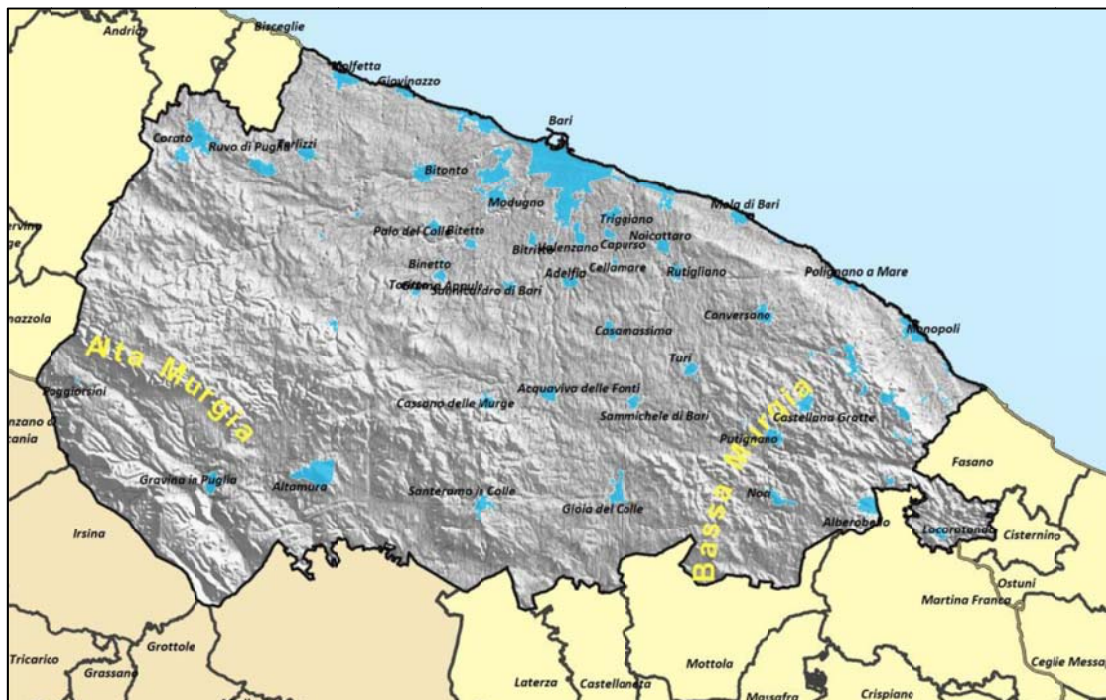 Andria
Bisceglie
Molfetta
Giovinazzo
Bari
Corato
Ruvo di Puglia
Terlizzi
Bitonto
Modugno
Mola di Bari
Triggiano
Palo del Colle
Bitetto
Bitritto
Valenzano
Capurso
Noicattaro
Cellamare
Rutigliano
Binetto
Adelfia
Polignano a Mare
Sannicandro di Bari
Conversano
Casamassima
Monopoli
Turi
Alta Murgia
Poggiorsini
Acquaviva delle Fonti
Cassano delle Murge
Sammichele di Bari
Castellana Grotte
Putignano
Bassa Murgia
Fasano
Gravina in Puglia
Altamura
Santeramo in Colle
Gioia del Colle
Noci
Alberobello
Locorotondo
Cisternino
Irsina
Ostuni
Martina Franca
Grottole
Tricarico
Grassano
Mottola
Laterza
Castellaneta
Massafra
Crispiano
Ceglie Messap